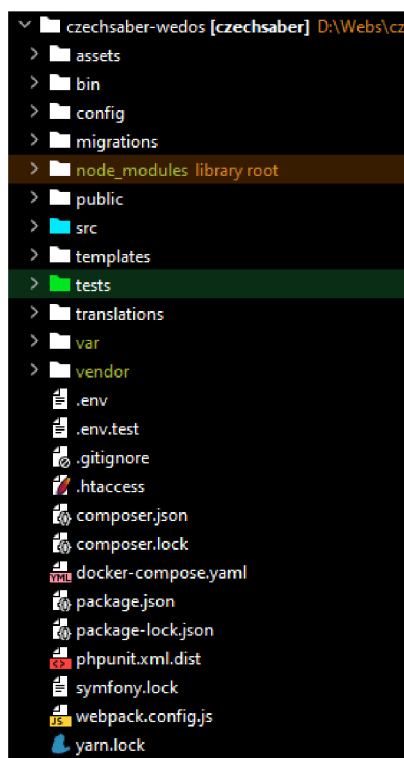 czechsaber-wedos [czechsaber] D:\Webs\cz
assets
bin
config
migrations
node_modules library root
public
src
templates
tests
translations
var
vendor
.env
.env.test
.gitignore
.htaccess
composer.json
composer.lock
YML docker-compose.yaml
package.json
package-lock.json
phpunit.xml.dist
symfony.lock
JS webpack.config.js
yarn.lock